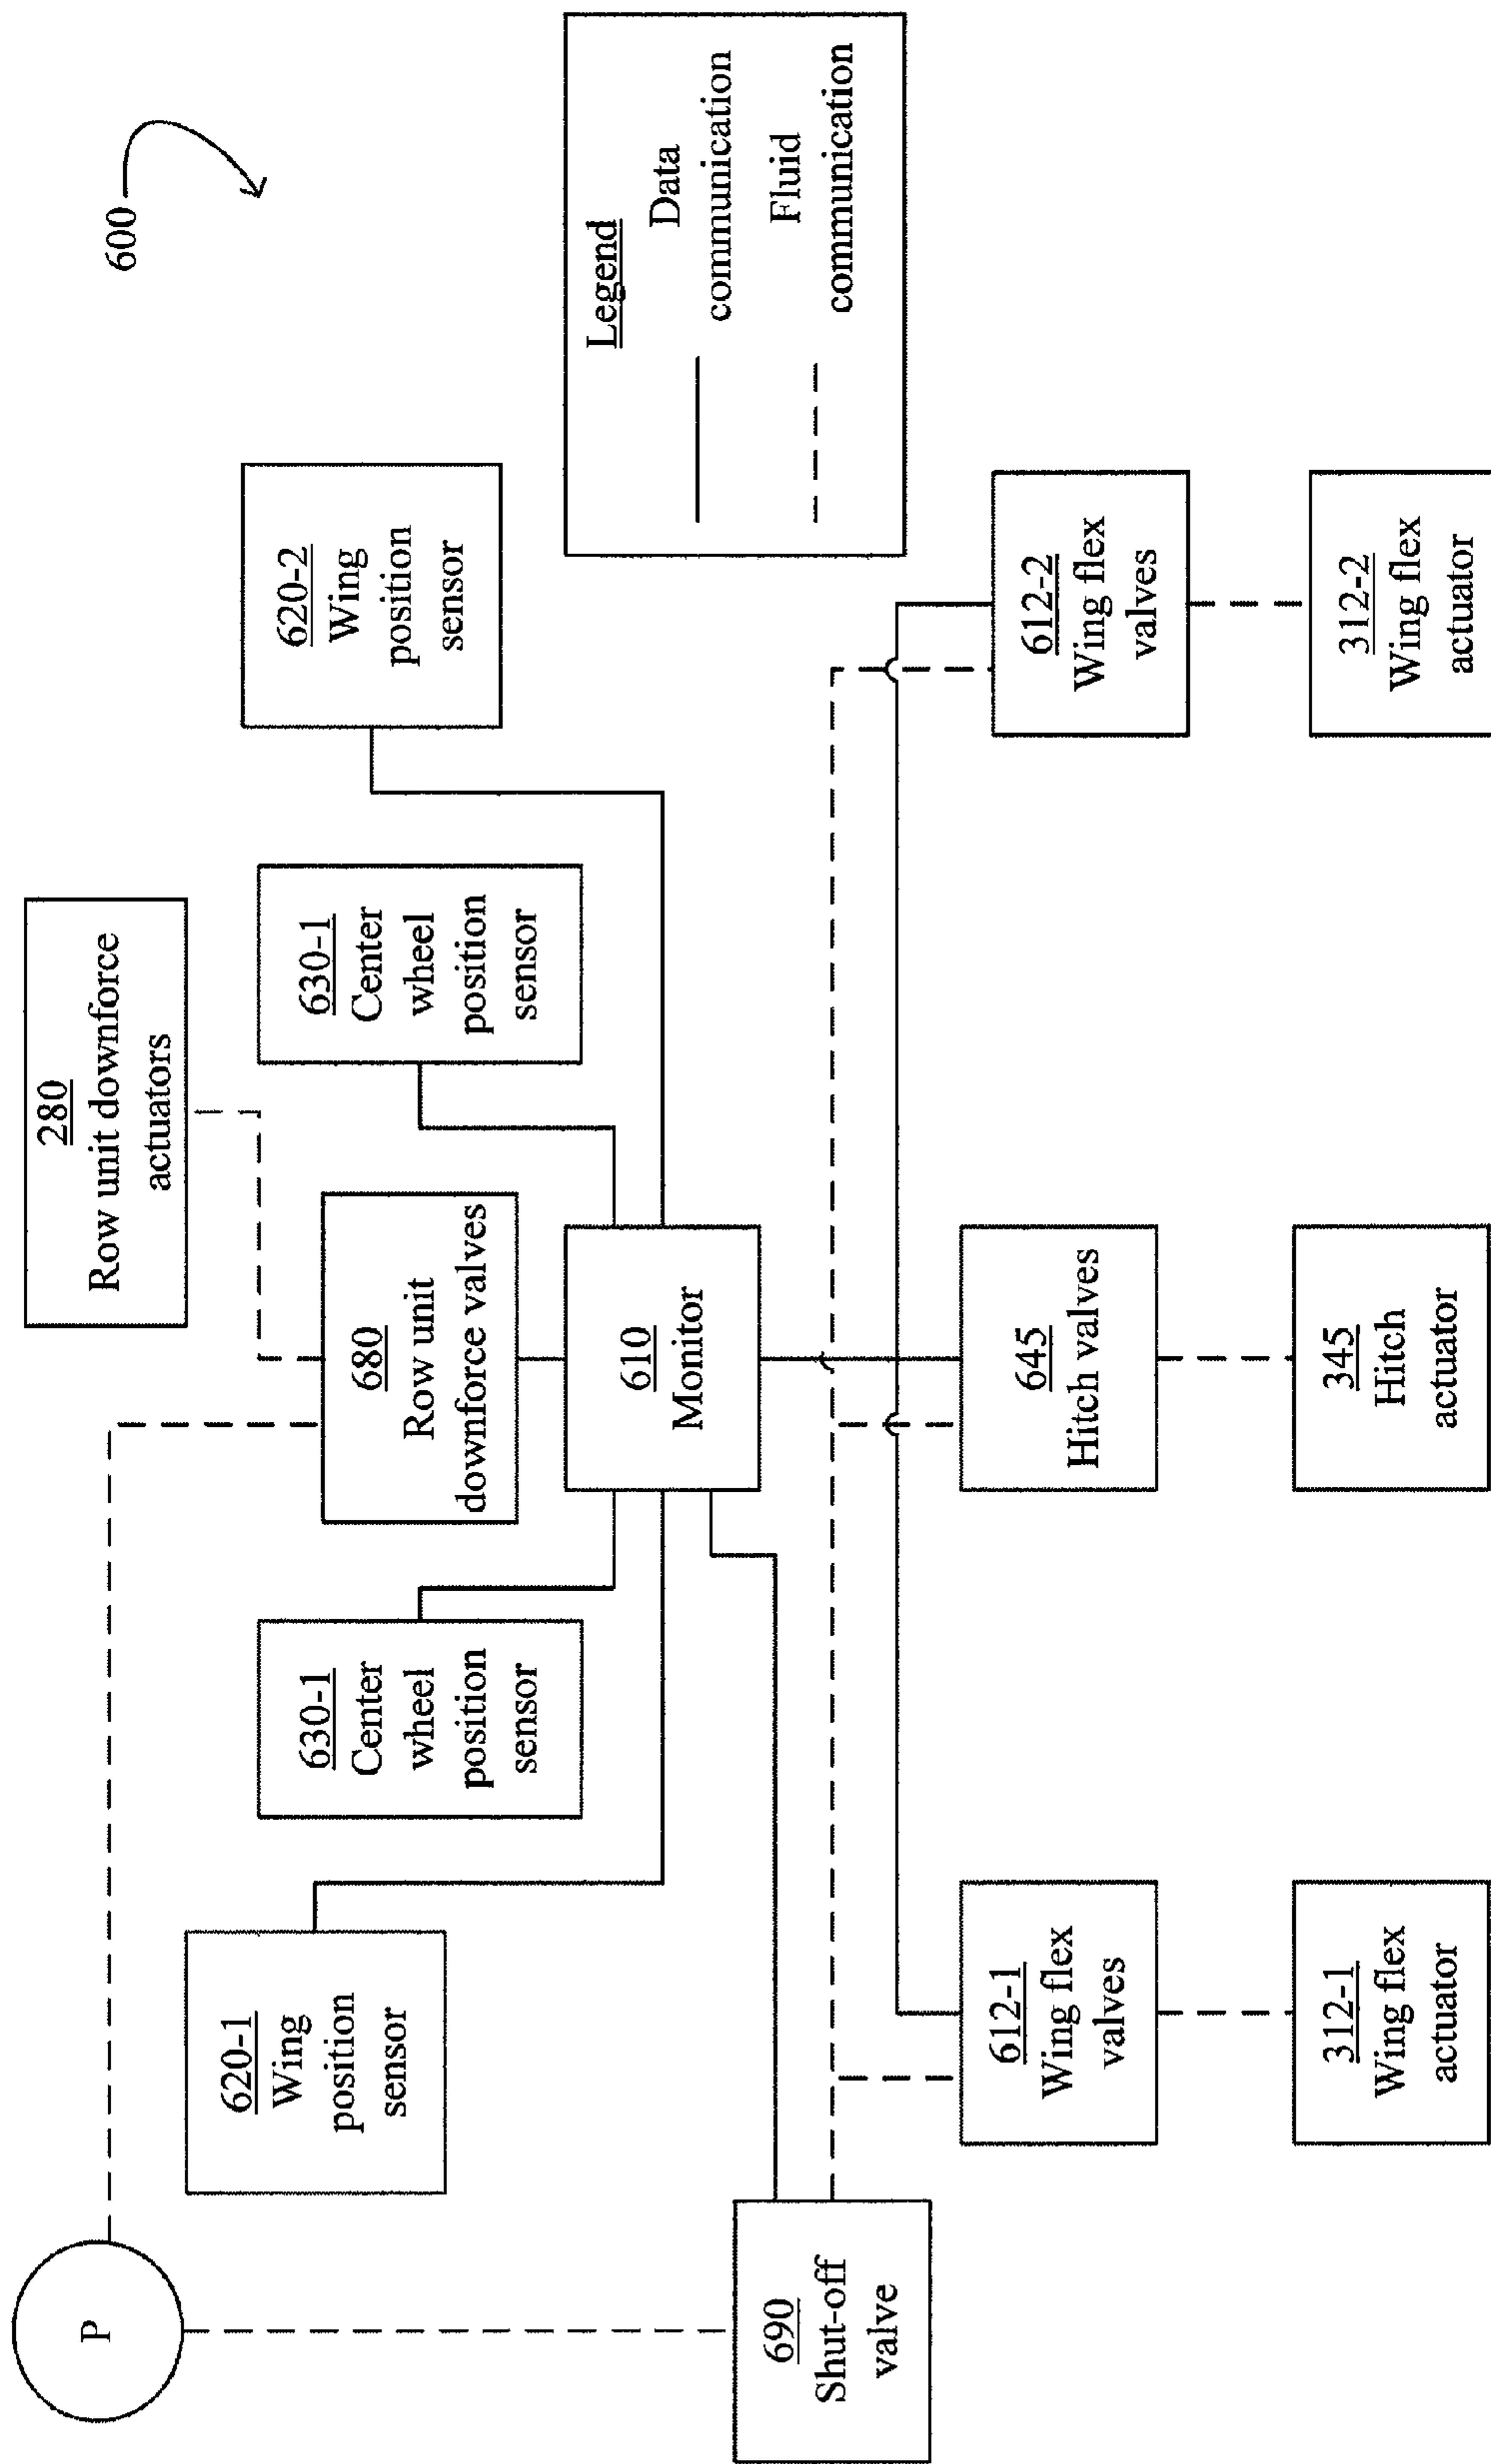 600
P
280
Row unit downforce
actuators
620-1
Wing
position
sensor
630-1
Center
wheel
position
sensor
680
Row unit
downforce valves
630-1
Center
wheel
position
sensor
620-2
Wing
position
sensor
610
Monitor
Legend
Data
communication
Fluid
communication
690
Shut-off
valve
612-1
Wing flex
valves
645
Hitch valves
612-2
Wing flex
valves
312-1
Wing flex
actuator
345
Hitch
actuator
312-2
Wing flex
actuator